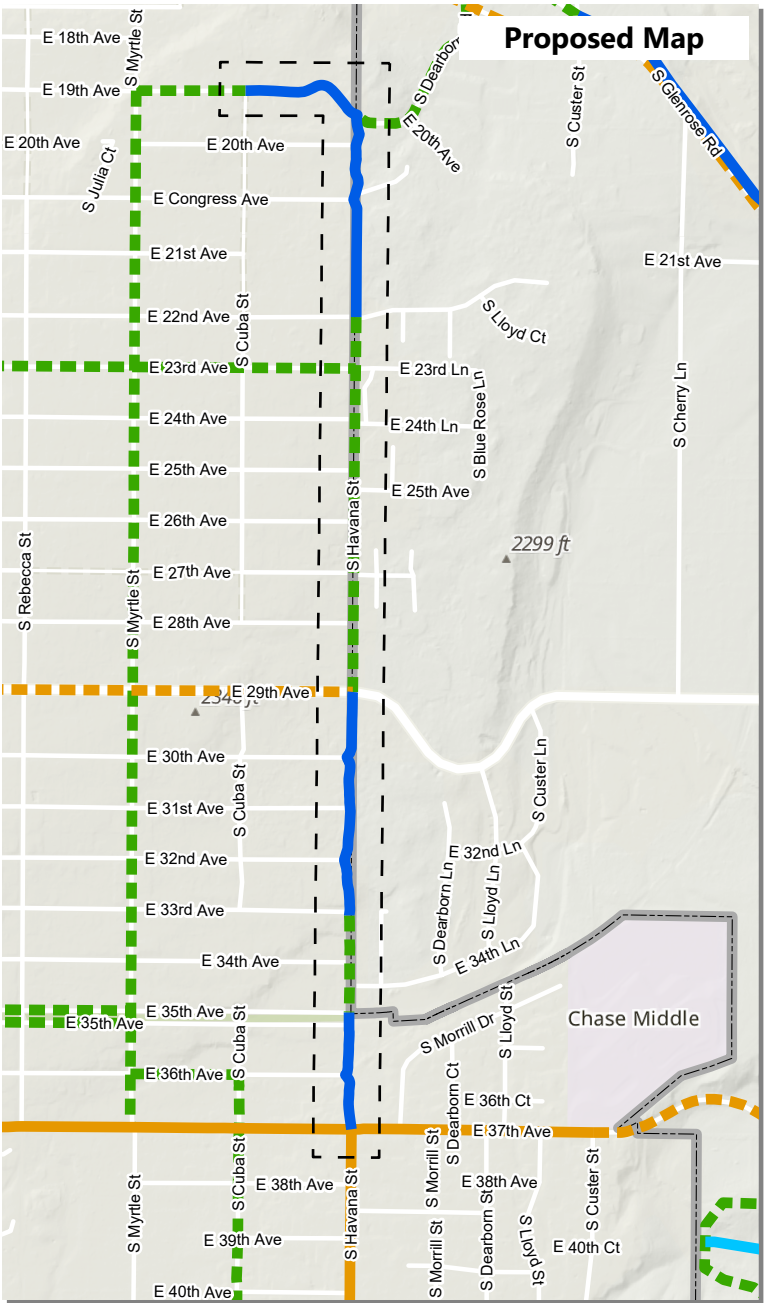 Proposed Map
E 18th Ave
S Myrtle St
S Dearborn
E 19th Ave
S Custer St
S Glenrose Rd
E 20th Ave
S Julia Ct
E 20th Ave
E 20th Ave
E Congress Ave
E 21st Ave
E 21st Ave
E 22nd Ave
S Cuba St
S Lloyd Ct
E 23rd Ave
E 23rd Ln
S Blue Rose Ln
S Cherry Ln
E 24th Ave
E 24th Ln
E 25th Ave
E 25th Ave
S Havana St
E 26th Ave
S Rebecca St
2299 ft
E 27th Ave
S Myrtle St
E 28th Ave
E 29th Ave
E 30th Ave
S Custer Ln
S Cuba St
E 31st Ave
E 32nd Ave
E 32nd Ln
S Dearborn Ln
S Lloyd Ln
E 33rd Ave
E 34th Ave
E 34th Ln
E 35th Ave
E 35th Ave
S Cuba St
S Morrill Dr
S Lloyd St
Chase Middle
E 36th Ave
S Dearborn Ct
E 36th Ct
E 37th Ave
S Myrtle St
S Cuba St
E 38th Ave
S Havana St
S Morrill St
E 38th Ave
S Custer St
E 39th Ave
S Morrill St
S Dearborn St
S Lloyd St
E 40th Ct
E 40th Ave